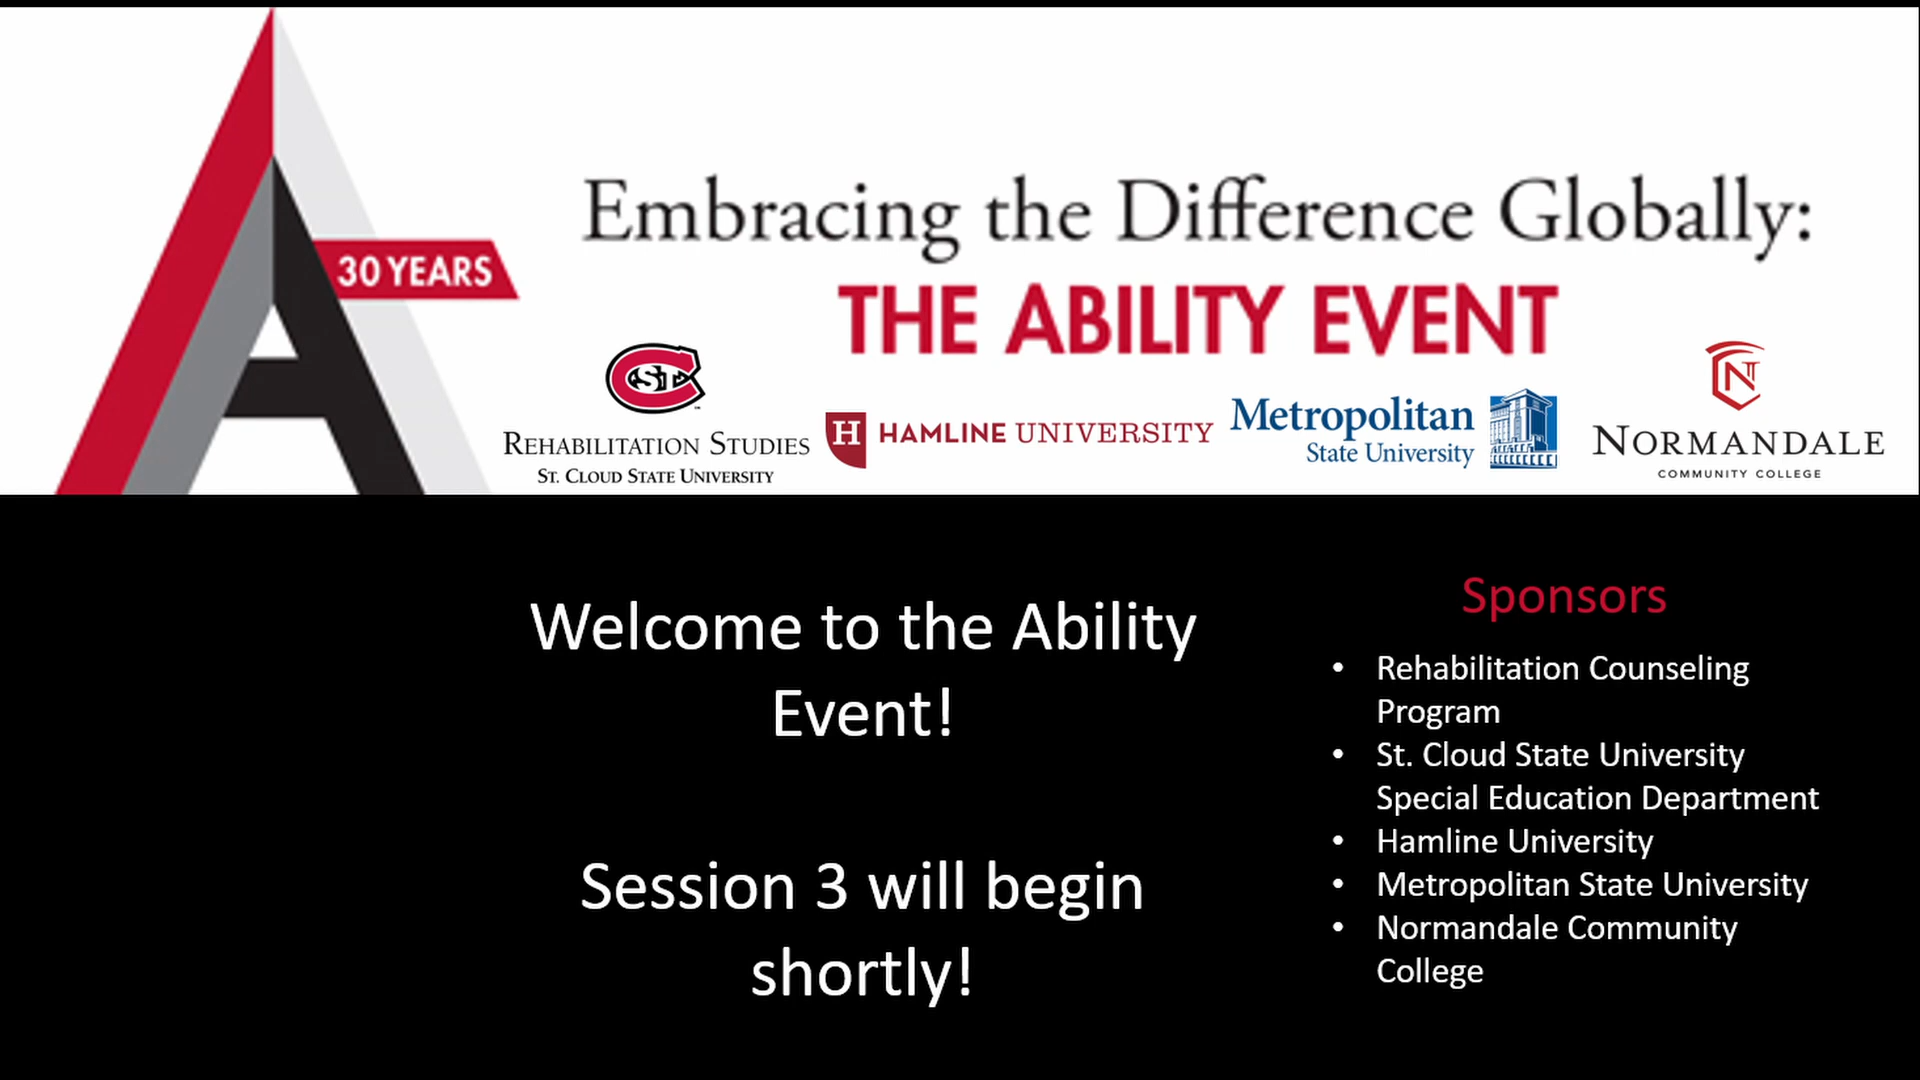 Embracing the Difference Globally:
30 YEARS
THE ABILITY EVENT
REHABILITATION STUDIES
ST. CLOUD STATE UNIVERSITY
H HAMLINE UNIVERSITY
Metropolitan
State University
N
NORMANDALE
COMMUNITY COLLEGE
Welcome to the Ability
Event!
Session 3 will begin
shortly!
Sponsors
• Rehabilitation Counseling
Program
• St. Cloud State University
Special Education Department
• Hamline University
• Metropolitan State University
• Normandale Community
College